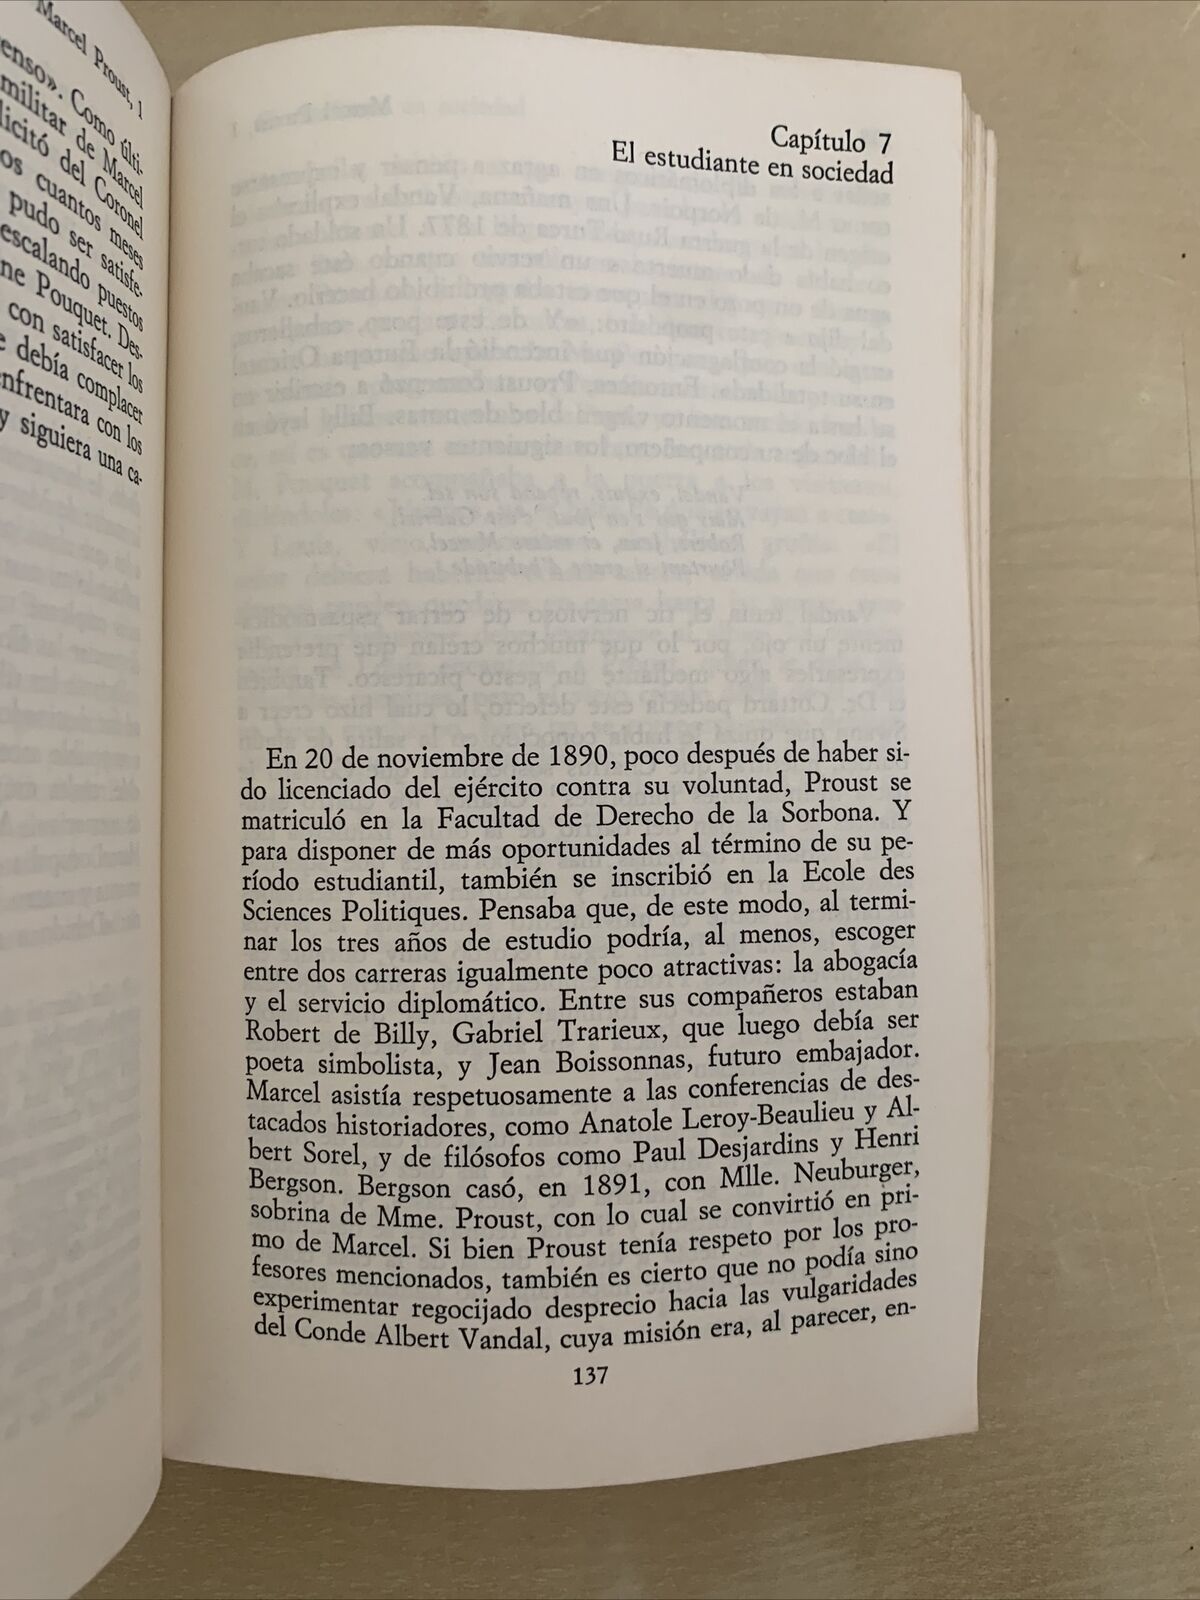 Marcel Proust, 1
enso». Como últi-
militar de Marcel
licitó del Coronel
os cuantos meses
pudo ser satisfe-
escalando puestos
ne Pouquet. Des-
con satisfacer los
e debía complacer
enfrentara con los
y siguiera una ca-
Capítulo 7
El estudiante en sociedad
En 20 de noviembre de 1890, poco después de haber si-
do licenciado del ejército contra su voluntad, Proust se
matriculó en la Facultad de Derecho de la Sorbona. Y
para disponer de más oportunidades al término de su pe-
ríodo estudiantil, también se inscribió en la Ecole des
Sciences Politiques. Pensaba que, de este modo, al termi-
nar los tres años de estudio podría, al menos, escoger
entre dos carreras igualmente poco atractivas: la abogacía
y el servicio diplomático. Entre sus compañeros estaban
Robert de Billy, Gabriel Trarieux, que luego debía ser
poeta simbolista, y Jean Boissonnas, futuro embajador.
Marcel asistía respetuosamente a las conferencias de des-
tacados historiadores, como Anatole Leroy-Beaulieu y Al-
bert Sorel, y de filósofos como Paul Desjardins y Henri
Bergson. Bergson casó, en 1891, con Mlle. Neuburger,
sobrina de Mme. Proust, con lo cual se convirtió en pri-
mo de Marcel. Si bien Proust tenía respeto por los pro-
fesores mencionados, también es cierto que no podía sino
experimentar regocijado desprecio hacia las vulgaridades
del Conde Albert Vandal, cuya misión era, al parecer, en-
137